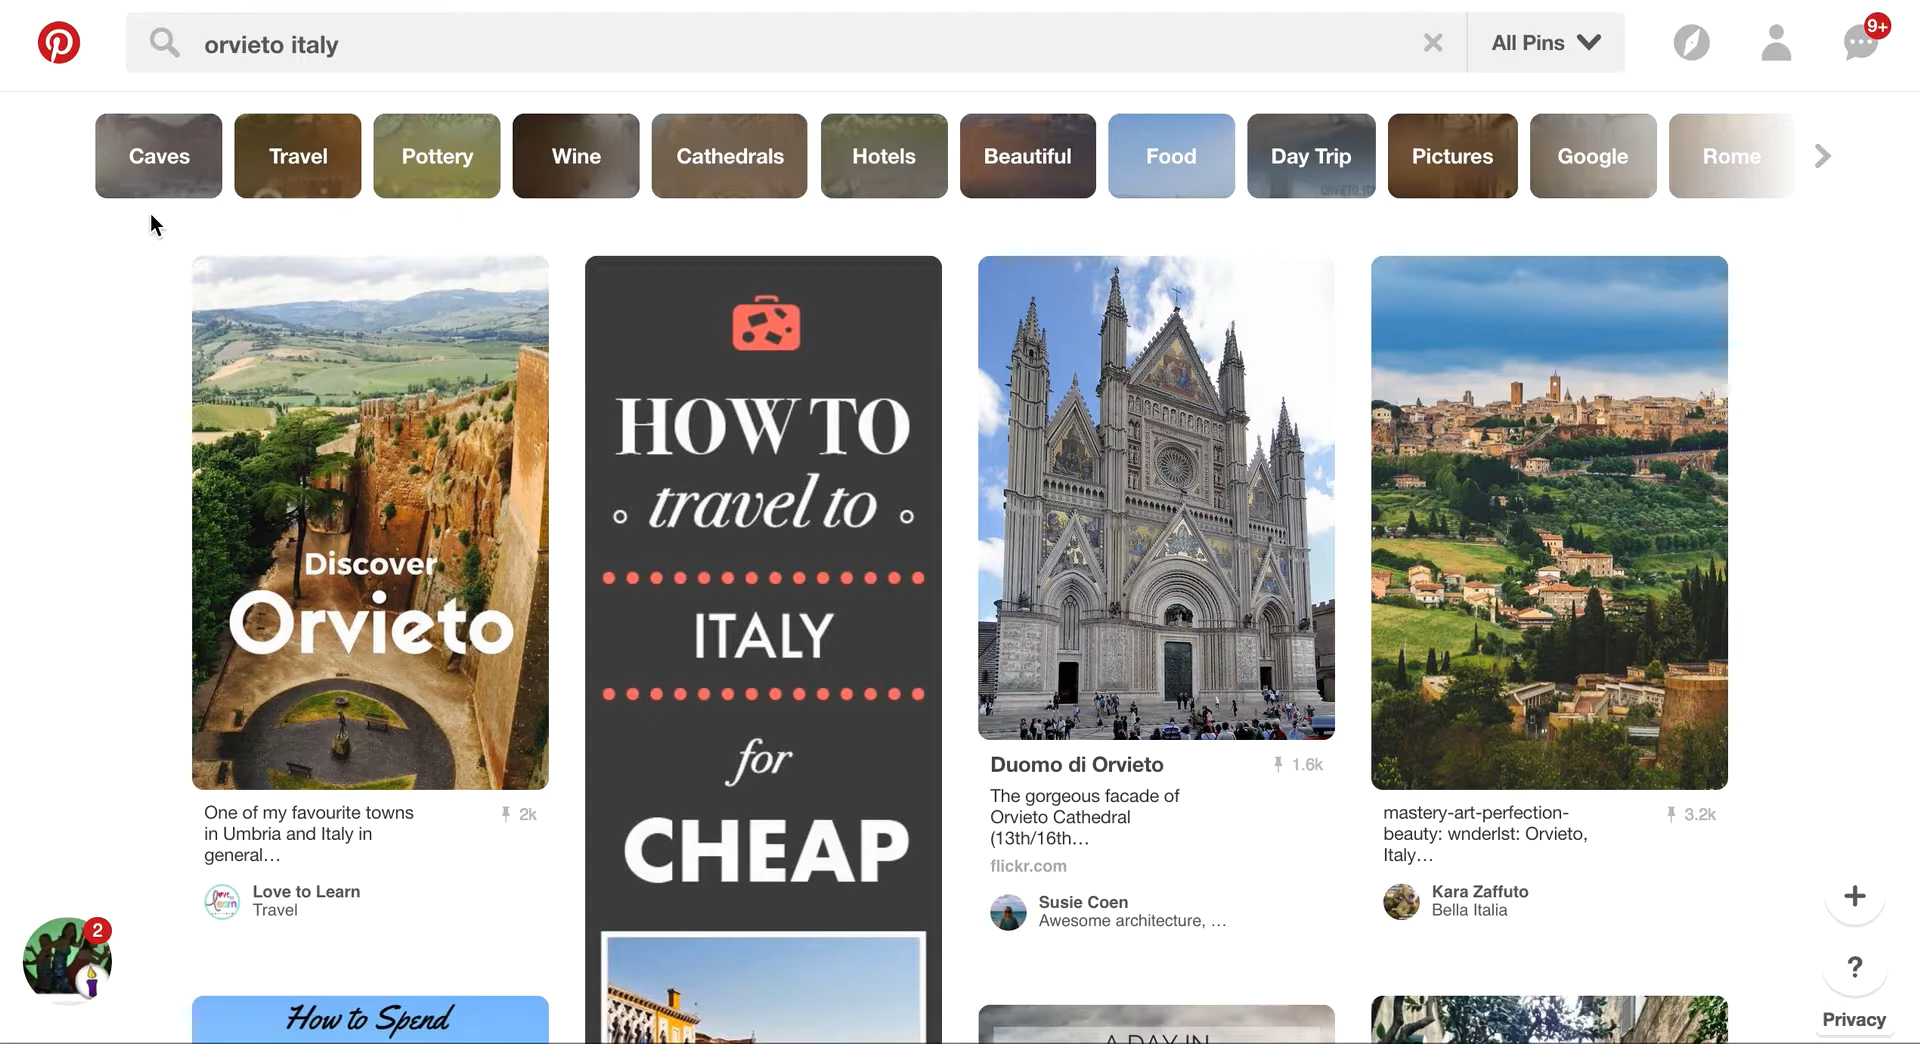 orvieto italy
All Pins
9+
Caves
Travel
Pottery
Wine
Cathedrals
Hotels
Beautiful
Food
Day Trip
Pictures
Google
Rome
Discover
Orvieto
One of my favourite towns
in Umbria and Italy in
general...
2k
Love to Learn
Travel
HOW TO
travel to
ITALY
for
CHEAP
Duomo di Orvieto
1.6k
The gorgeous facade of
Orvieto Cathedral
(13th/16th...
flickr.com
Susie Coen
Awesome architecture, ...
mastery-art-perfection-
beauty: wnderlst: Orvieto,
Italy...
3.2k
Kara Zaffuto
Bella Italia
2
How to Spend
A DAY IN
+
?
Privacy